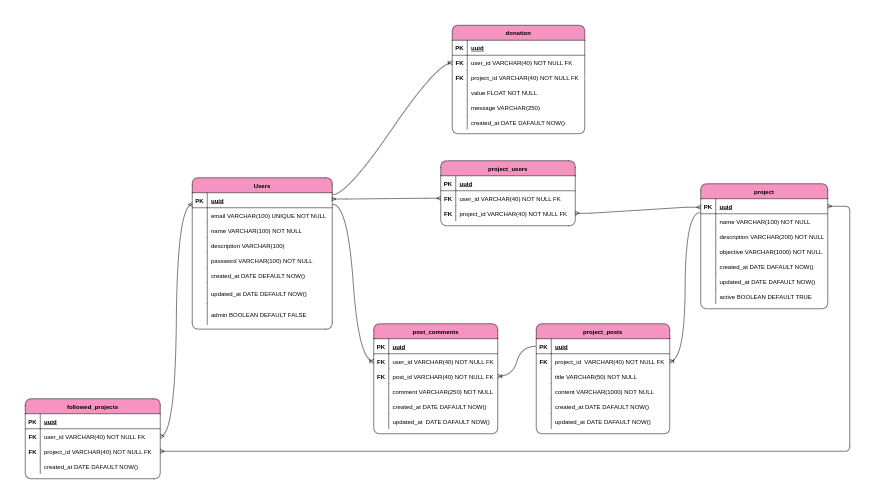 donation
PK uuid
FK user_id VARCHAR(40) NOT NULL FK
FK project_id VARCHAR(40) NOT NULL FK
value FLOAT NOT NULL
message VARCHAR(250)
created_at DATE DAFAULT NOW()
project_users
PK uuid
FK user_id VARCHAR(40) NOT NULL FK
FK project_id VARCHAR(40) NOT NULL FK
Users
PK uuid
email VARCHAR(100) UNIQUE NOT NULL
name VARCHAR(100) NOT NULL
description VARCHAR(100)
password VARCHAR(100) NOT NULL
created_at DATE DEFAULT NOW()
updated_at DATE DEFAULT NOW()
admin BOOLEAN DEFAULT FALSE
project
PK uuid
name VARCHAR(100) NOT NULL
description VARCHAR(200) NOT NULL
objective VARCHAR(1000) NOT NULL
created_at DATE DAFAULT NOW()
updated_at DATE DAFAULT NOW()
active BOOLEAN DEFAULT TRUE
post_comments
PK uuid
FK user_id VARCHAR(40) NOT NULL FK
FK post_id VARCHAR(40) NOT NULL FK
comment VARCHAR(250) NOT NULL
created_at DATE DAFAULT NOW()
updated_at DATE DAFAULT NOW()
project_posts
PK uuid
FK project_id VARCHAR(40) NOT NULL FK
title VARCHAR(50) NOT NULL
content VARCHAR(1000) NOT NULL
created_at DATE DAFAULT NOW()
updated_at DATE DAFAULT NOW()
followed_projects
PK uuid
FK user_id VARCHAR(40) NOT NULL FK
FK project_id VARCHAR(40) NOT NULL FK
created_at DATE DAFAULT NOW()